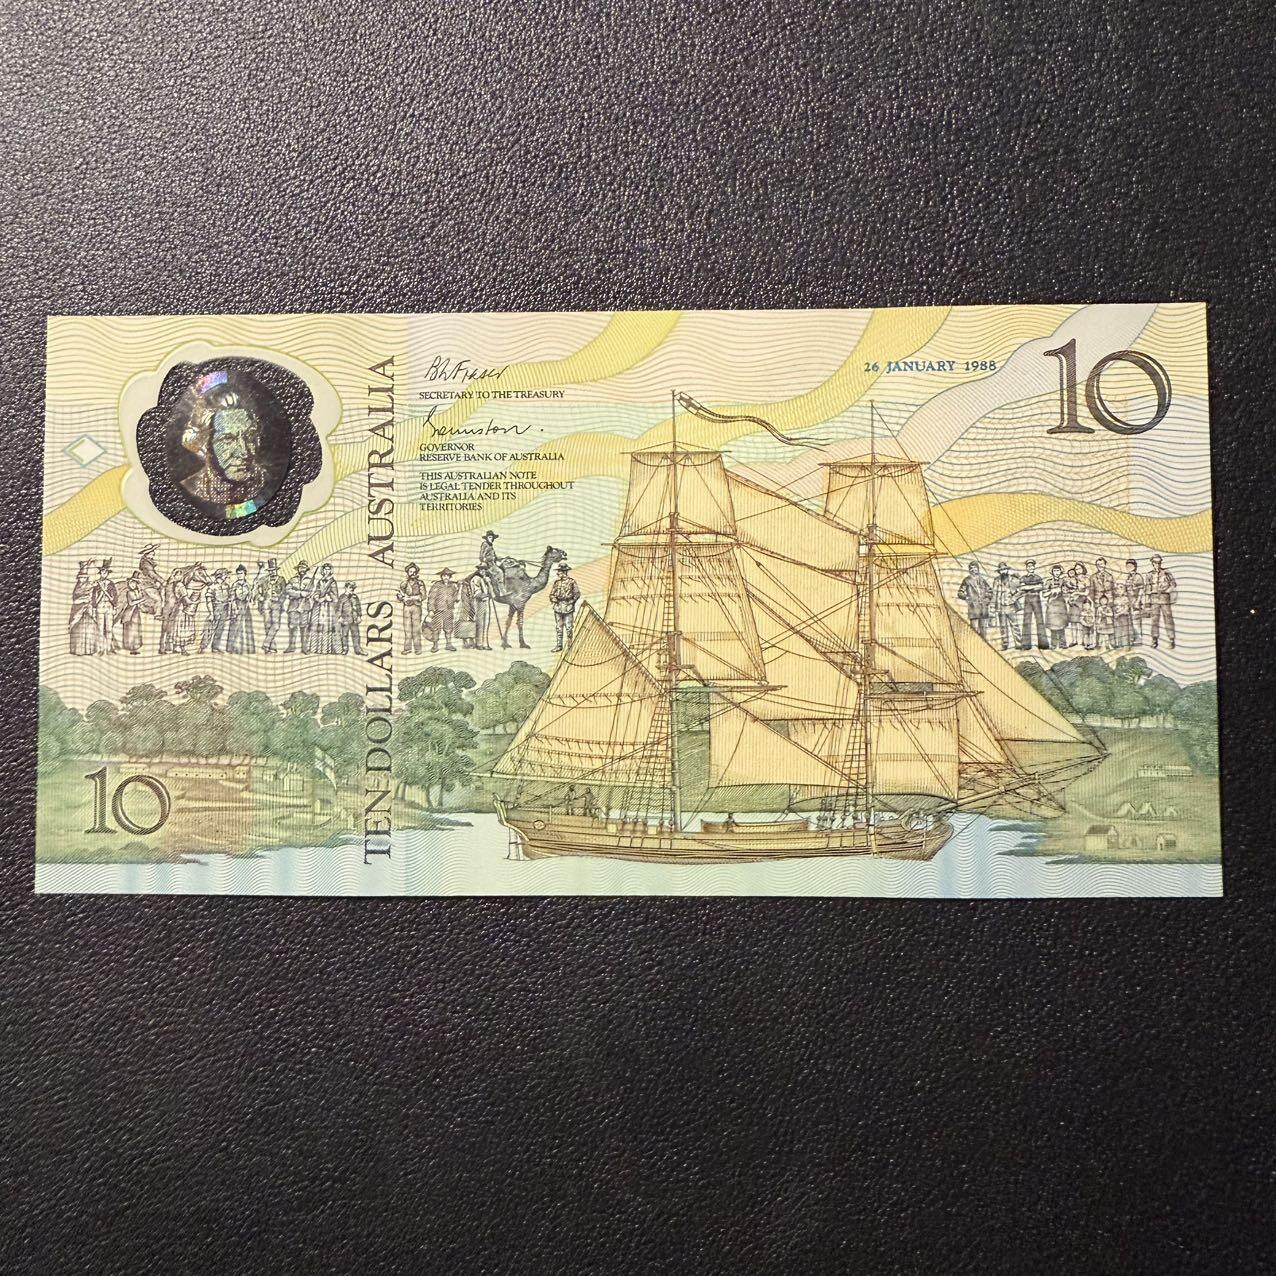 TEN DOLLARS AUSTRALIA
BWFraser
SECRETARY TO THE TREASURY
GOVERNOR
RESERVE BANK OF AUSTRALIA
THIS AUSTRALIAN NOTE
IS LEGAL TENDER THROUGHOUT
AUSTRALIA AND ITS
TERRITORIES
26 JANUARY 1988
10
10